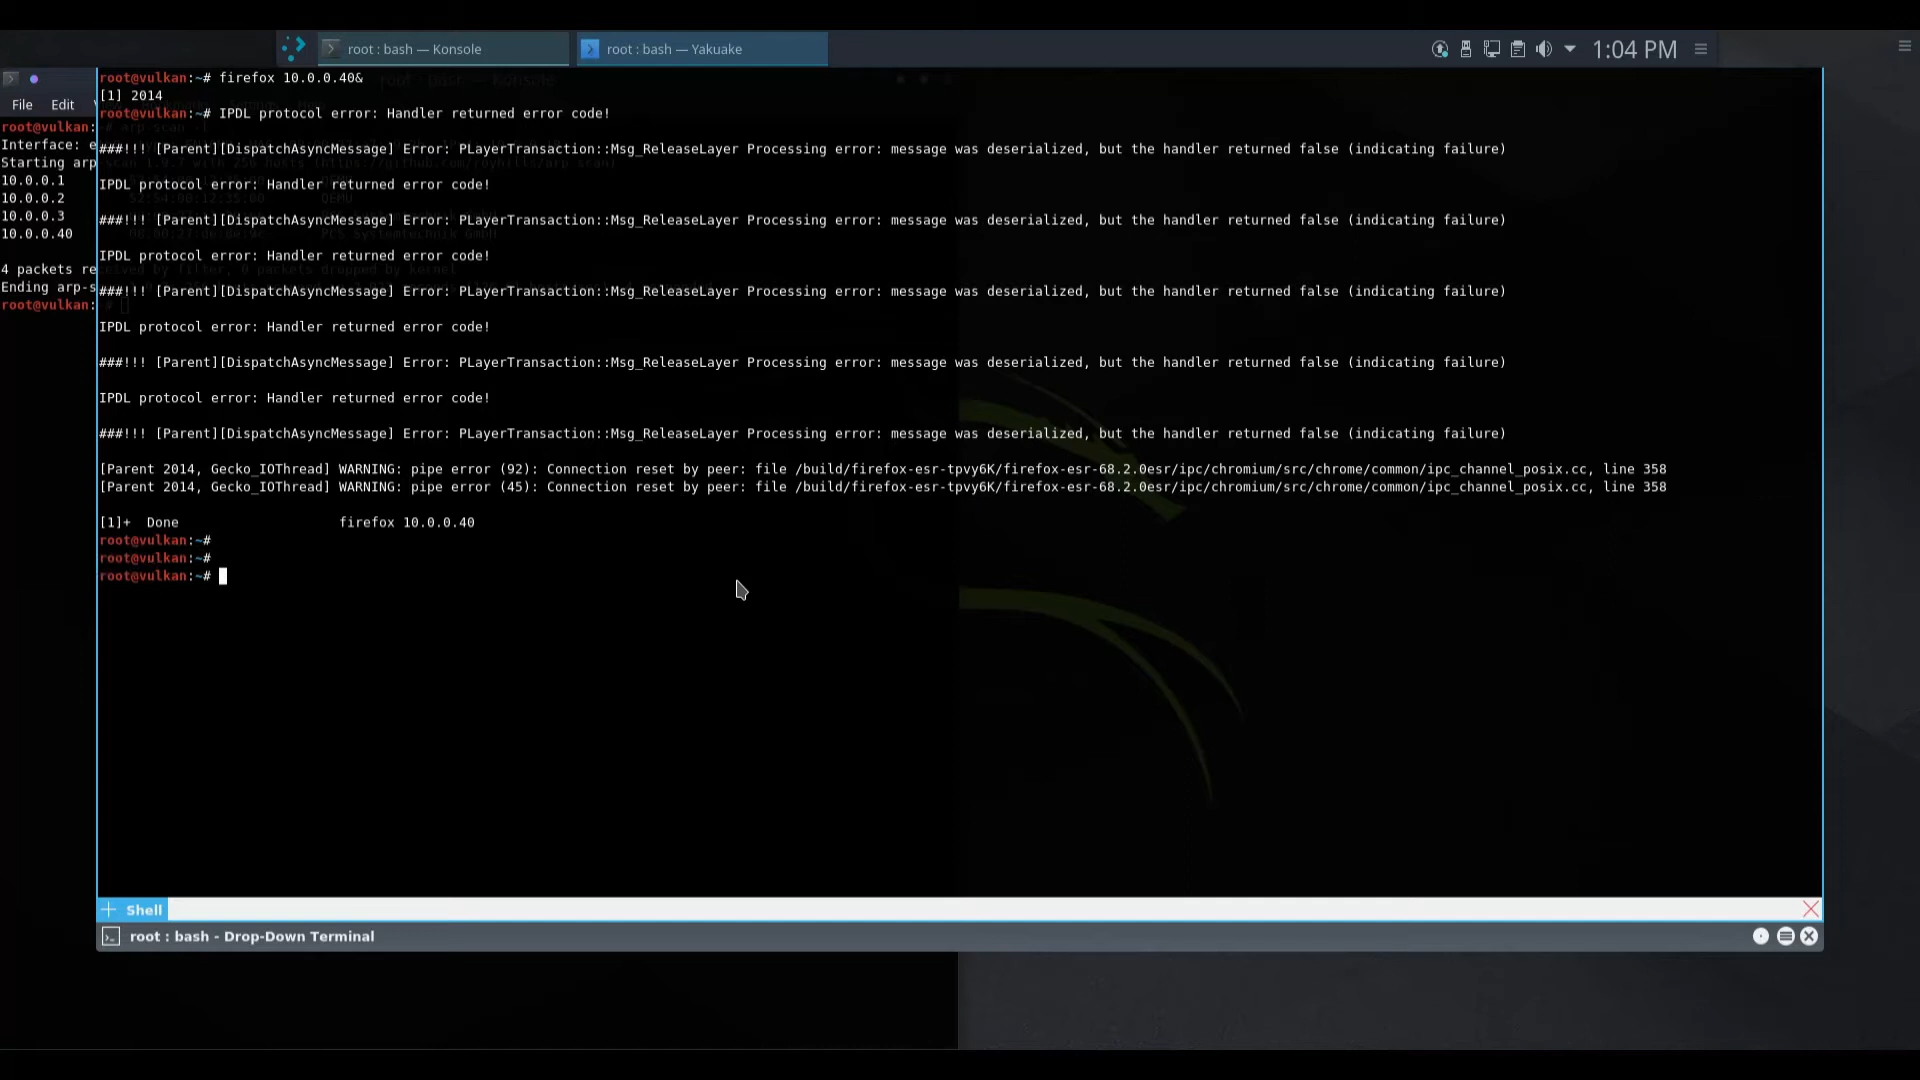 root : bash — Konsole
root : bash — Yakuake
1:04 PM
File Edit
root@vulkan:
Interface: e
Starting arp
10.0.0.1
10.0.0.2
10.0.0.3
10.0.0.40
4 packets re
Ending arp-s
root@vulkan:
root@vulkan:~# firefox 10.0.0.40&
[1] 2014
root@vulkan:~# IPDL protocol error: Handler returned error code!
###!!! [Parent][DispatchAsyncMessage] Error: PLayerTransaction::Msg_ReleaseLayer Processing error: message was deserialized, but the handler returned false (indicating failure)
IPDL protocol error: Handler returned error code!
###!!! [Parent][DispatchAsyncMessage] Error: PLayerTransaction::Msg_ReleaseLayer Processing error: message was deserialized, but the handler returned false (indicating failure)
IPDL protocol error: Handler returned error code!
###!!! [Parent][DispatchAsyncMessage] Error: PLayerTransaction::Msg_ReleaseLayer Processing error: message was deserialized, but the handler returned false (indicating failure)
IPDL protocol error: Handler returned error code!
###!!! [Parent][DispatchAsyncMessage] Error: PLayerTransaction::Msg_ReleaseLayer Processing error: message was deserialized, but the handler returned false (indicating failure)
IPDL protocol error: Handler returned error code!
###!!! [Parent][DispatchAsyncMessage] Error: PLayerTransaction::Msg_ReleaseLayer Processing error: message was deserialized, but the handler returned false (indicating failure)
[Parent 2014, Gecko_IOThread] WARNING: pipe error (92): Connection reset by peer: file /build/firefox-esr-tpvy6K/firefox-esr-68.2.0esr/ipc/chromium/src/chrome/common/ipc_channel_posix.cc, line 358
[Parent 2014, Gecko_IOThread] WARNING: pipe error (45): Connection reset by peer: file /build/firefox-esr-tpvy6K/firefox-esr-68.2.0esr/ipc/chromium/src/chrome/common/ipc_channel_posix.cc, line 358
[1]+  Done                    firefox 10.0.0.40
root@vulkan:~#
root@vulkan:~#
root@vulkan:~#
Shell
root : bash - Drop-Down Terminal